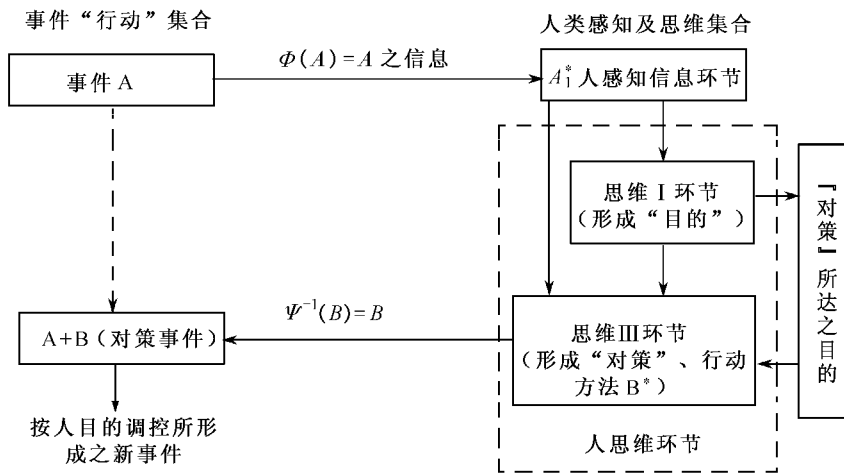 事件“行动”集合
人类感知及思维集合
事件 A
Φ(A)=A 之信息
A₁* 人感知信息环节
思维 Ⅰ 环节
(形成“目的”)
『对策』所达之目的
思维Ⅲ环节
(形成“对策”、行动
方法 B*)
Ψ⁻¹(B)=B
A+B(对策事件)
按人目的调控所形
成之新事件
人思维环节